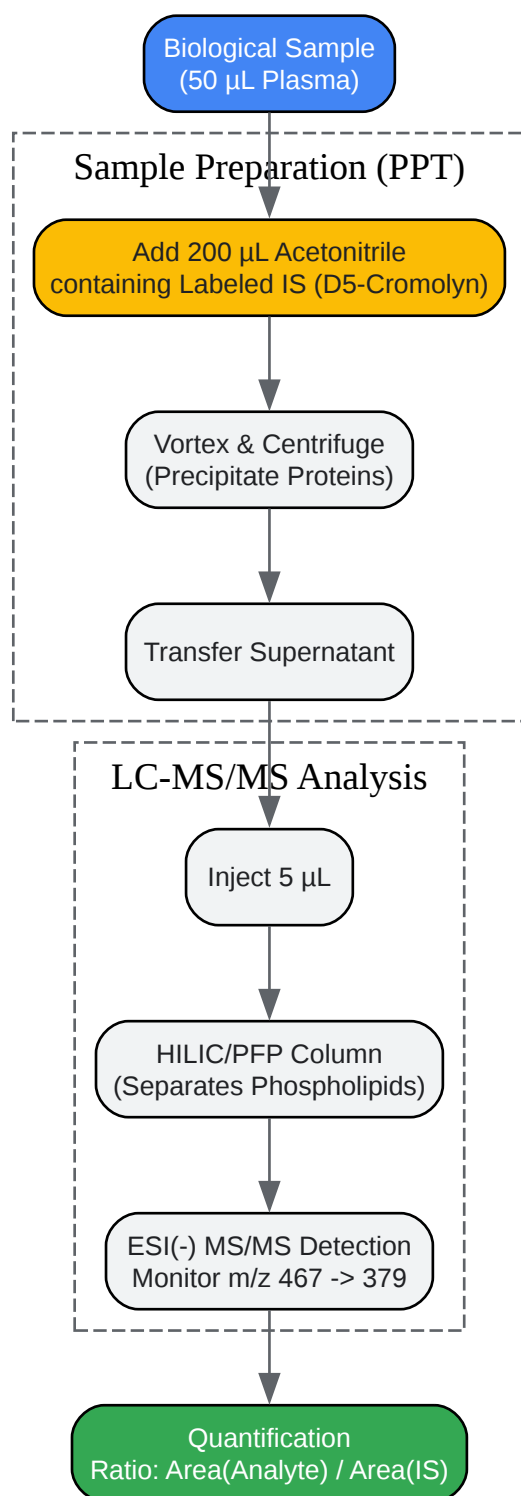 Biological Sample
(50 µL Plasma)
Sample Preparation (PPT)
Add 200 µL Acetonitrile
containing Labeled IS (D5-Cromolyn)
Vortex & Centrifuge
(Precipitate Proteins)
Transfer Supernatant
LC-MS/MS Analysis
Inject 5 µL
HILIC/PFP Column
(Separates Phospholipids)
ESI(-) MS/MS Detection
Monitor m/z 467 -> 379
Quantification
Ratio: Area(Analyte) / Area(IS)